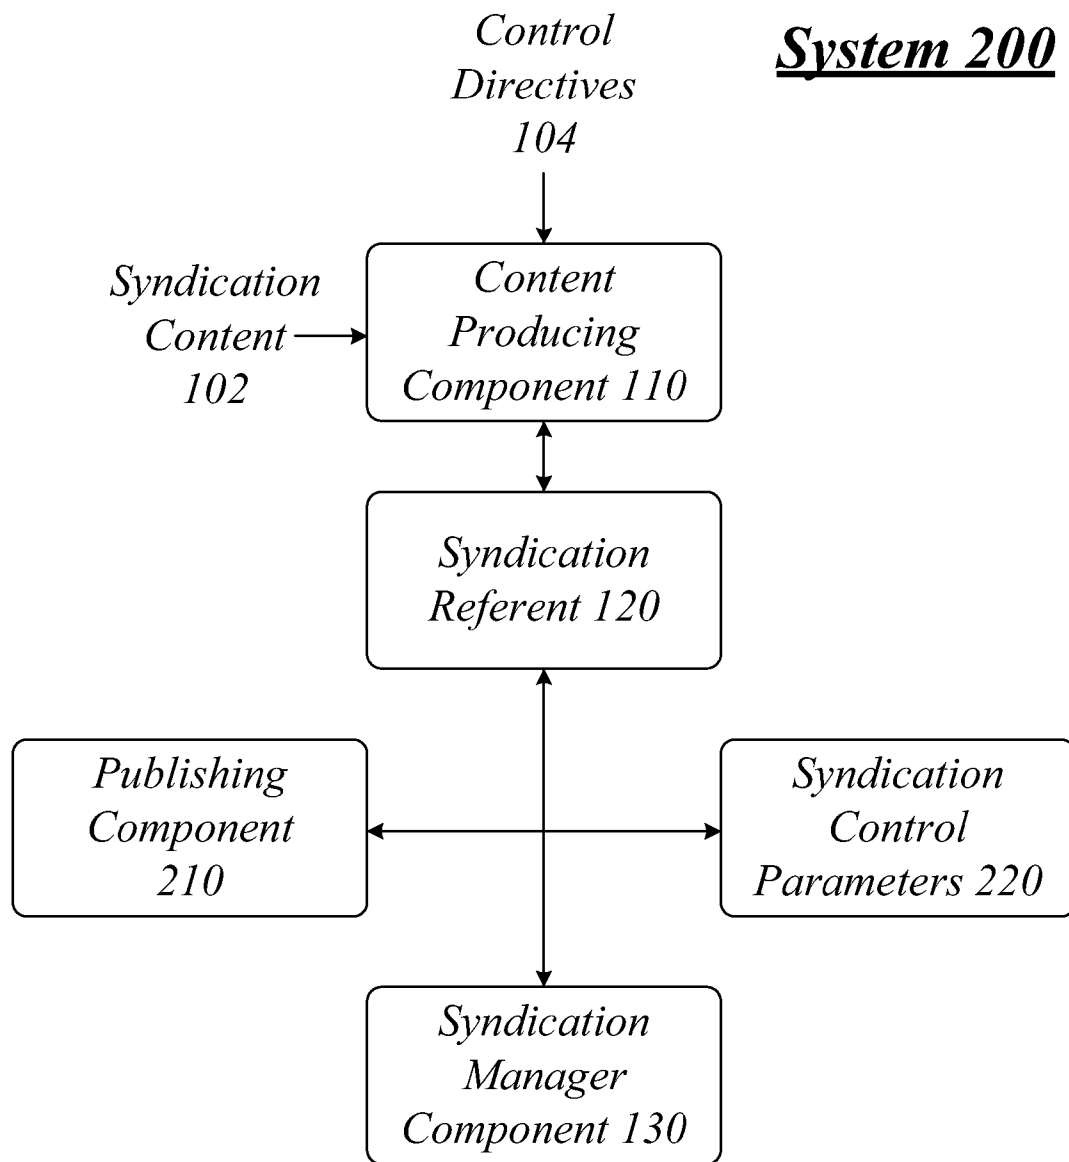 System 200
Control
Directives
104
Syndication
Content
102
Content
Producing
Component 110
Syndication
Referent 120
Publishing
Component
210
Syndication
Control
Parameters 220
Syndication
Manager
Component 130